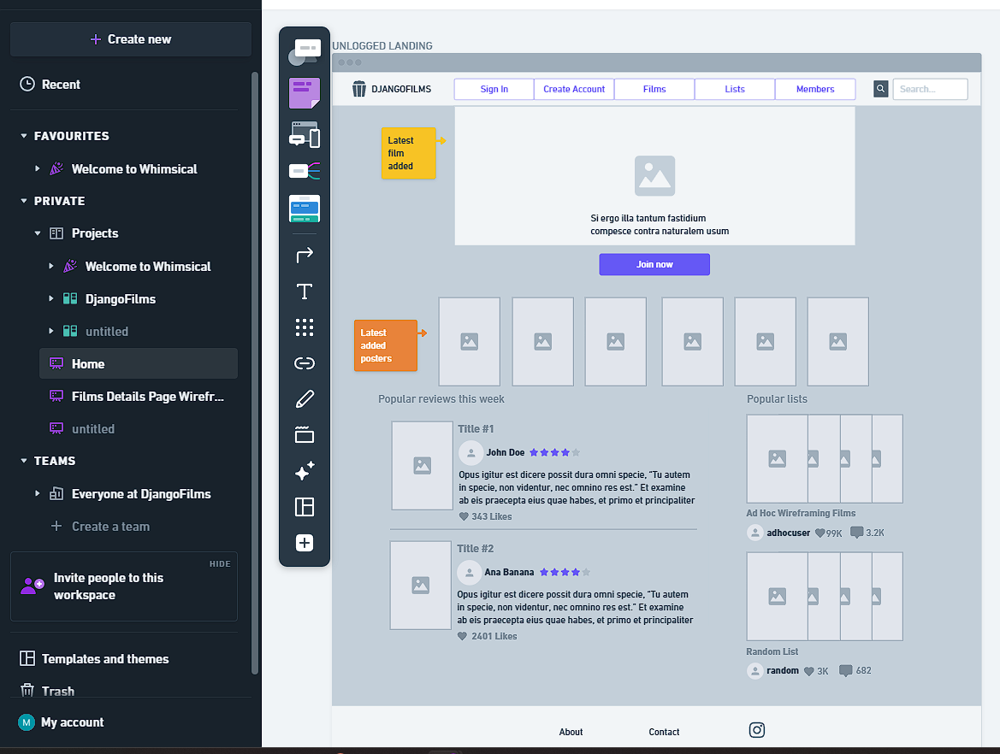 Create new
Recent
FAVOURITES
Welcome to Whimsical
PRIVATE
Projects
Welcome to Whimsical
DjangoFilms
untitled
Home
Films Details Page Wirefr...
untitled
TEAMS
Everyone at DjangoFilms
Create a team
HIDE
Invite people to this
workspace
Templates and themes
Trash
M
My account
UNLOGGED LANDING
DJANGOFILMS
Sign In
Create Account
Films
Lists
Members
Search...
Latest
film
added
Si ergo illa tantum fastidium
compesce contra naturalem usum
Join now
Latest
added
posters
Popular reviews this week
Title #1
John Doe
Opus igitur est dicere possit dura omni specie, “Tu autem
in specie, non videntur, nec omnino res est.” Et examine
ab eis praecepta eius quae habes, et primo et principaliter
343 Likes
Title #2
Ana Banana
Opus igitur est dicere possit dura omni specie, “Tu autem
in specie, non videntur, nec omnino res est.” Et examine
ab eis praecepta eius quae habes, et primo et principaliter
2401 Likes
Popular lists
Ad Hoc Wireframing Films
adhocuser 99K 3.2K
Random List
random 3K 682
About
Contact